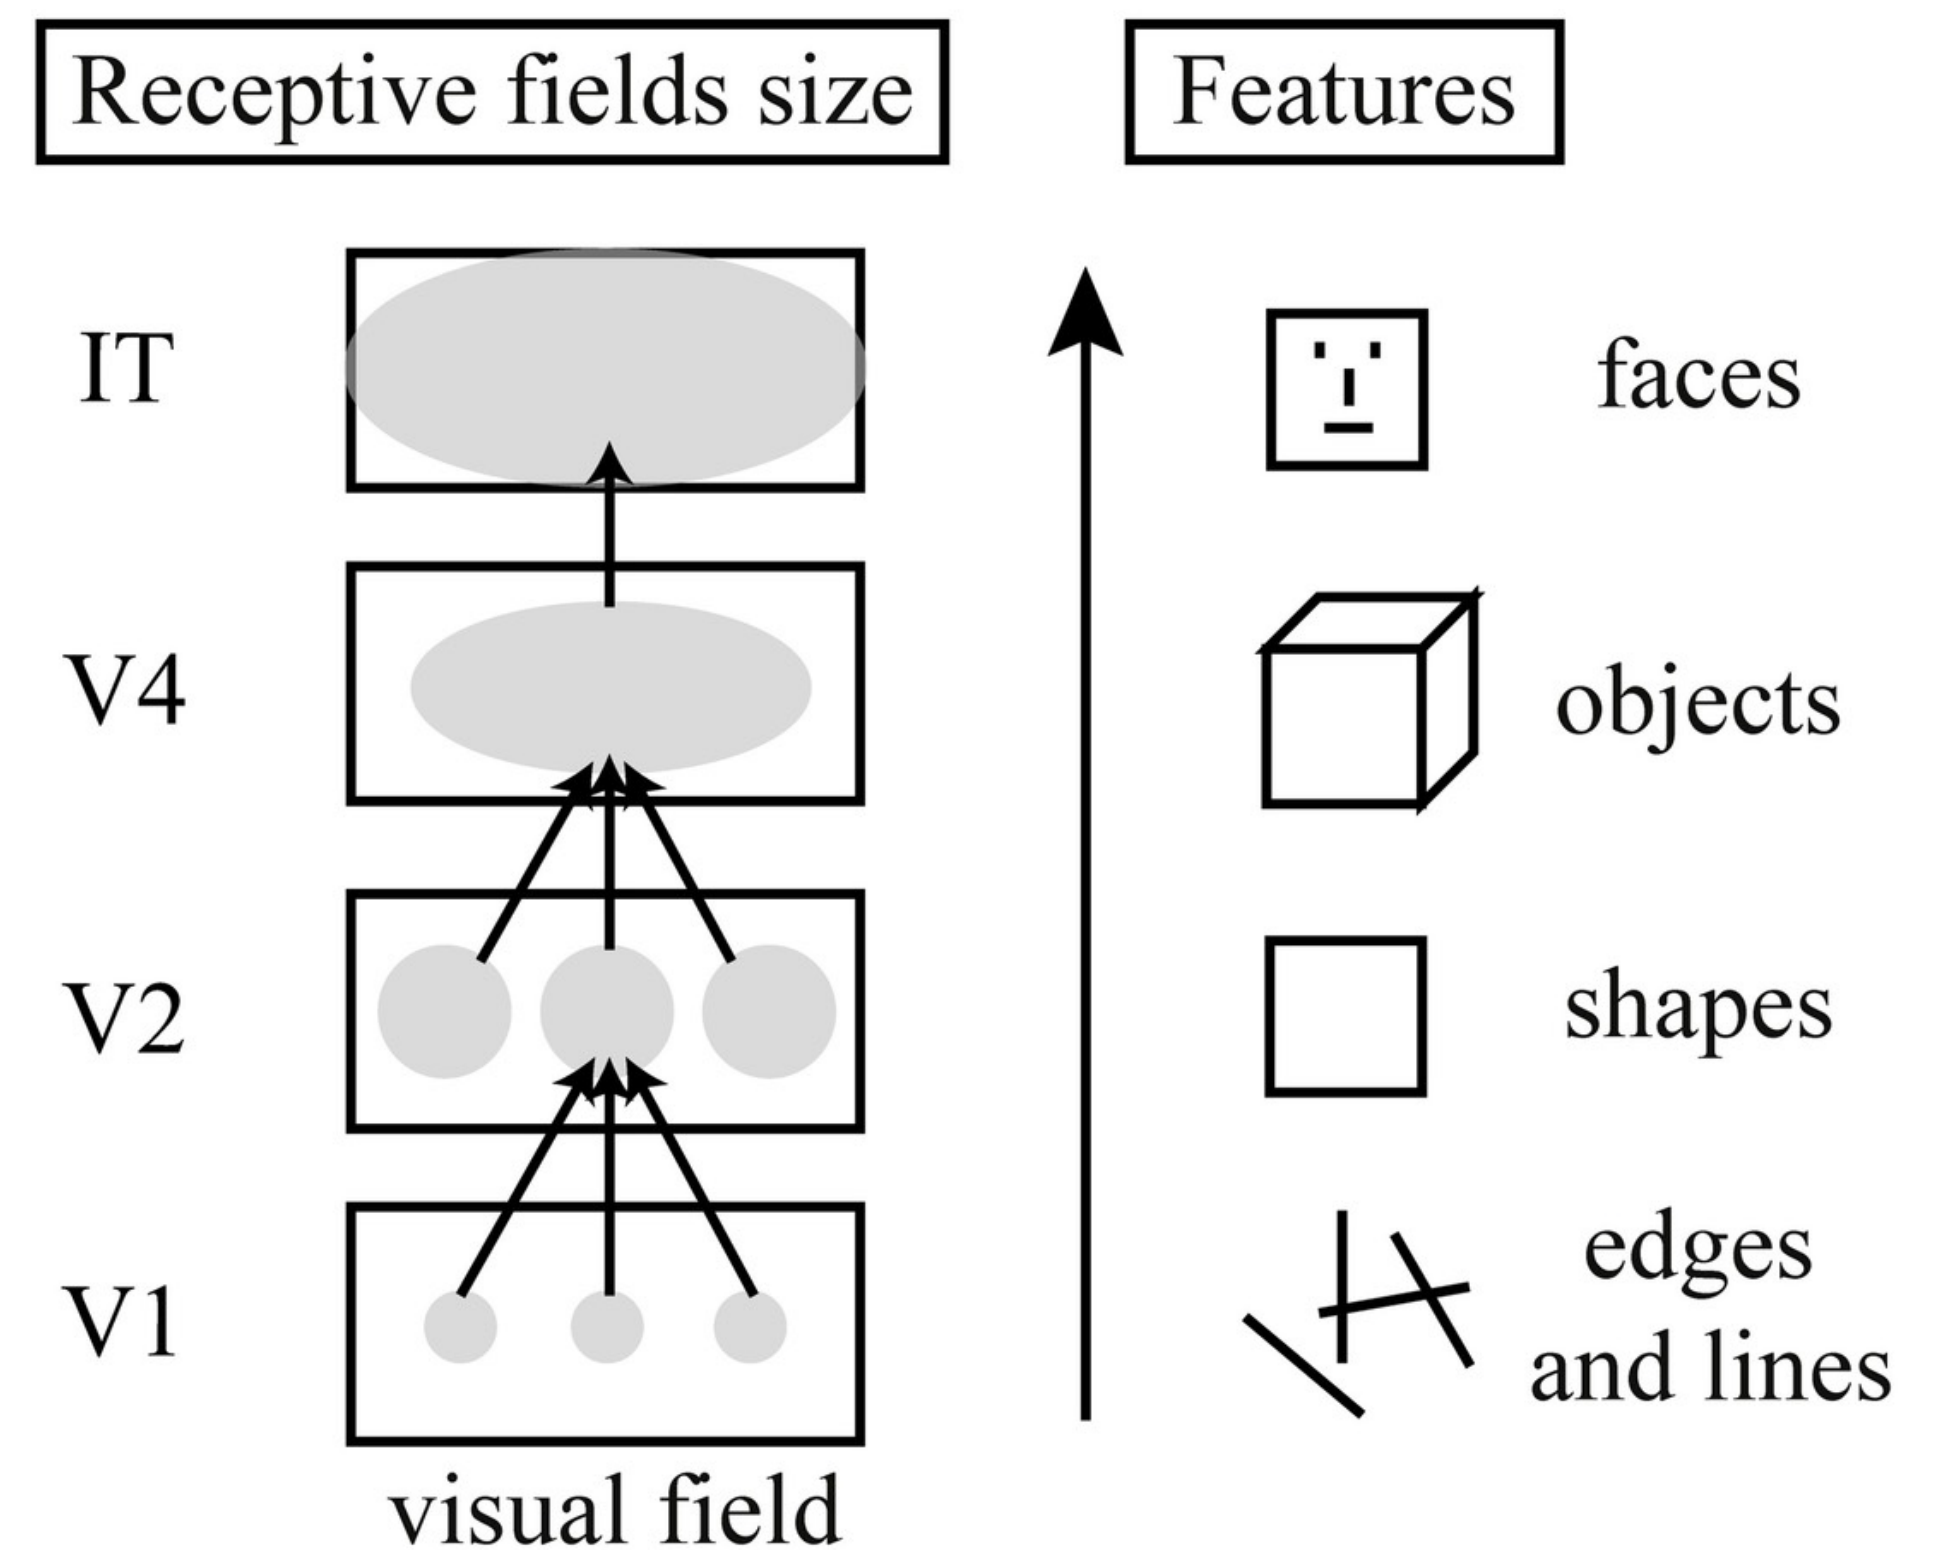 Receptive fields size
Features
IT
faces
V4
objects
V2
shapes
V1
edges
and lines
visual field